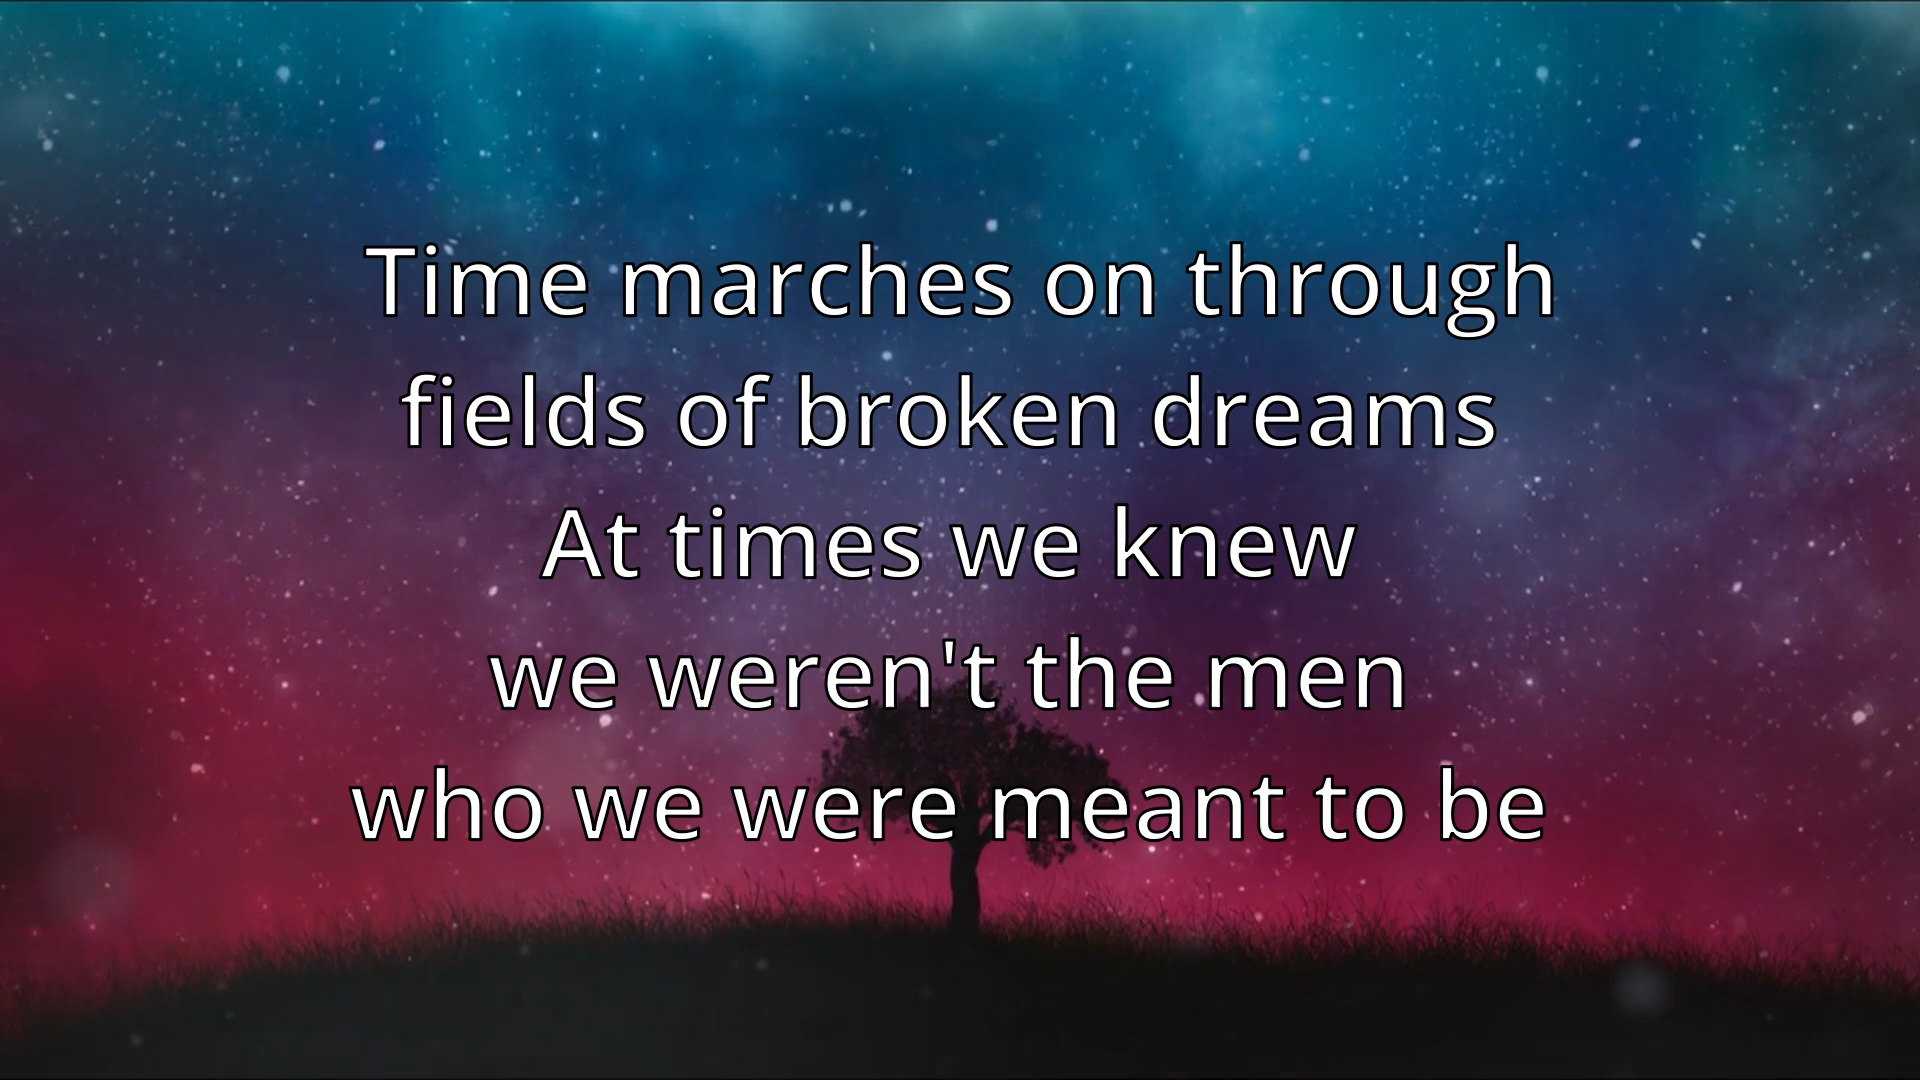 Time marches on through
fields of broken dreams
At times we knew
we weren't the men
who we were meant to be